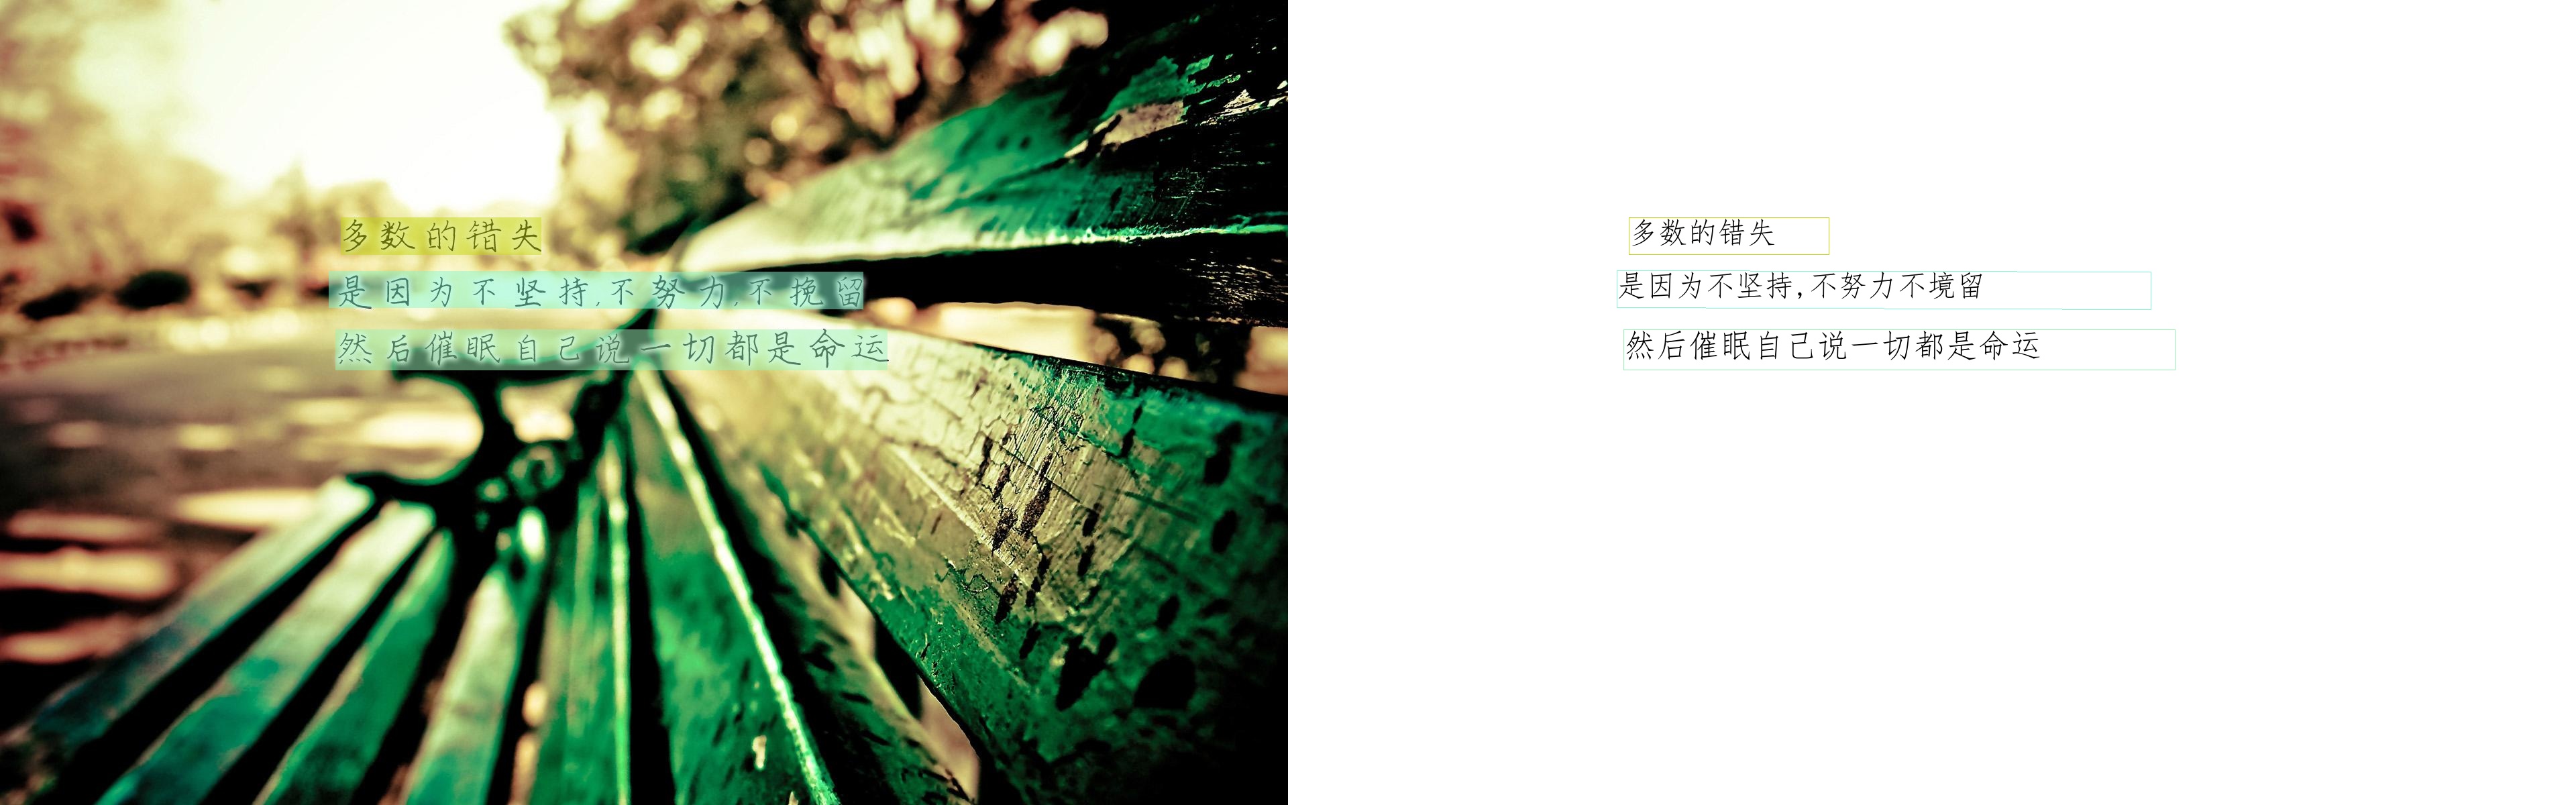 多数的错失
是因为不坚持,不努力,不挽留
然后催眠自己说一切都是命运
多数的错失
是因为不坚持,不努力不境留
然后催眠自己说一切都是命运